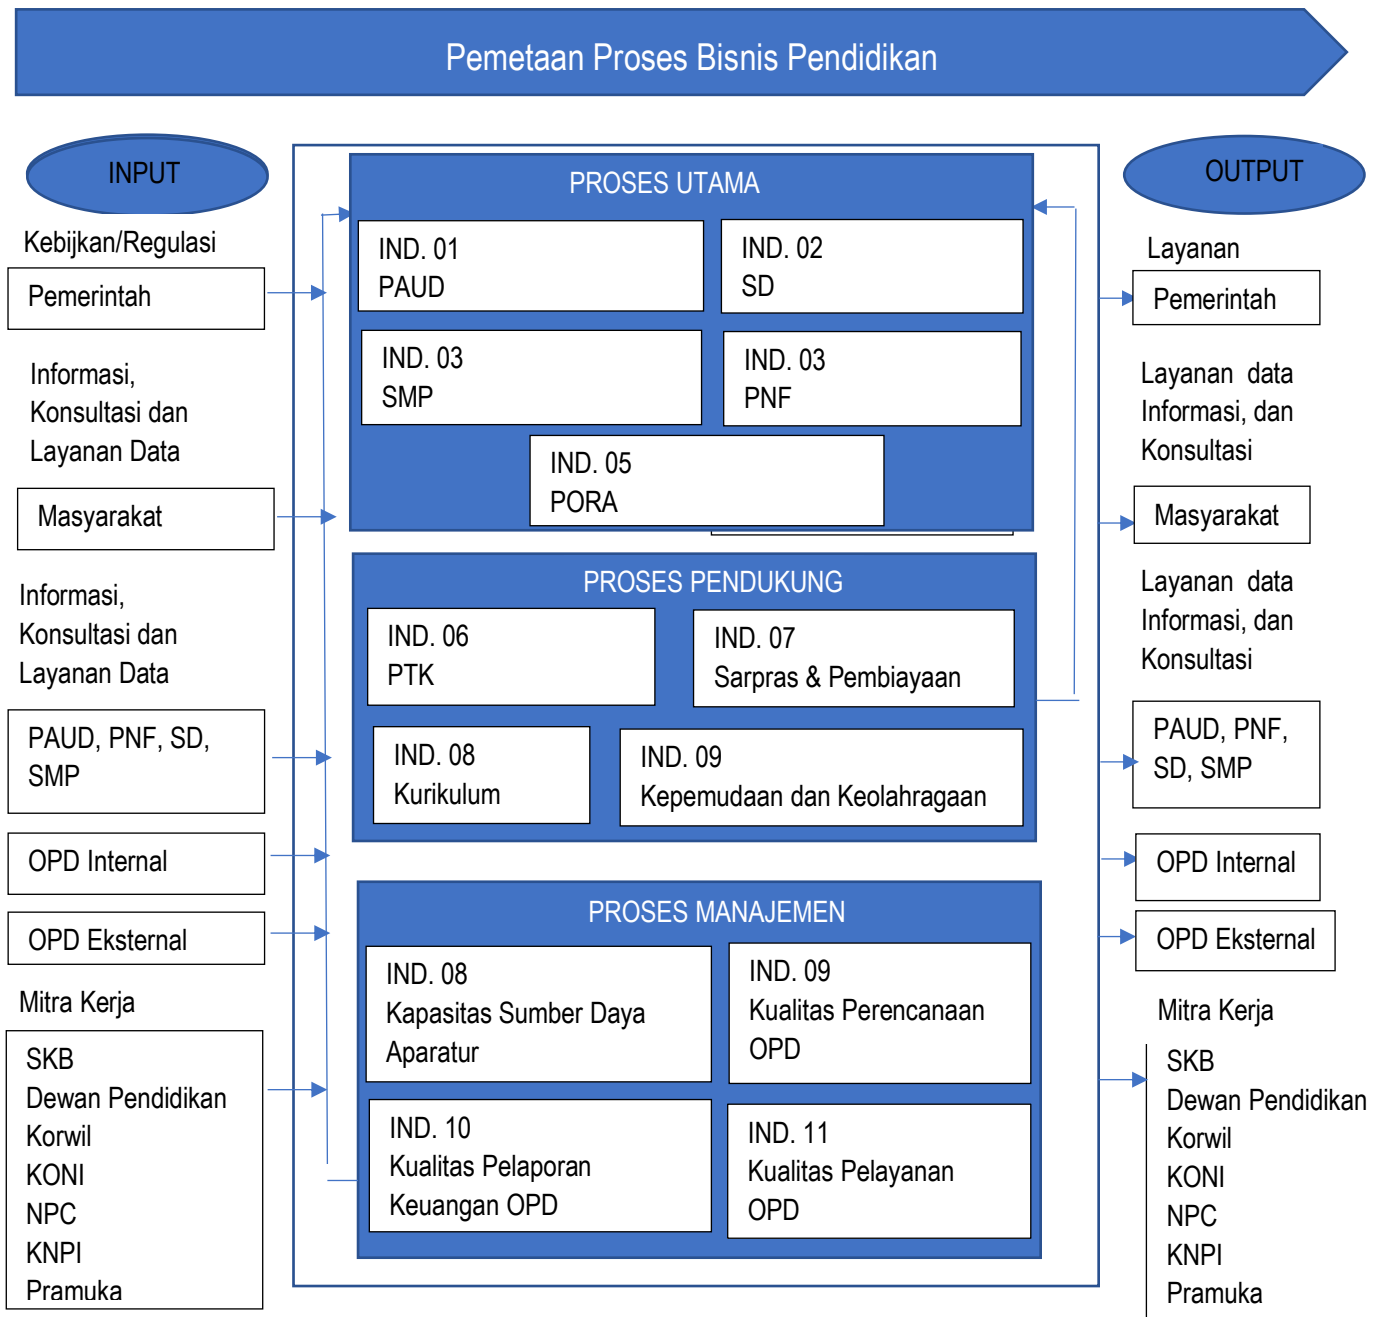 Pemetaan Proses Bisnis Pendidikan
INPUT
Kebijkan/Regulasi
Pemerintah
Informasi,
Konsultasi dan
Layanan Data
Masyarakat
Informasi,
Konsultasi dan
Layanan Data
PAUD, PNF, SD,
SMP
OPD Internal
OPD Eksternal
Mitra Kerja
SKB
Dewan Pendidikan
Korwil
KONI
NPC
KNPI
Pramuka
PROSES UTAMA
IND. 01
PAUD
IND. 02
SD
IND. 03
SMP
IND. 03
PNF
IND. 05
PORA
PROSES PENDUKUNG
IND. 06
PTK
IND. 07
Sarpras & Pembiayaan
IND. 08
Kurikulum
IND. 09
Kepemudaan dan Keolahragaan
PROSES MANAJEMEN
IND. 08
Kapasitas Sumber Daya
Aparatur
IND. 09
Kualitas Perencanaan
OPD
IND. 10
Kualitas Pelaporan
Keuangan OPD
IND. 11
Kualitas Pelayanan
OPD
OUTPUT
Layanan
Pemerintah
Layanan data
Informasi, dan
Konsultasi
Masyarakat
Layanan data
Informasi, dan
Konsultasi
PAUD, PNF,
SD, SMP
OPD Internal
OPD Eksternal
Mitra Kerja
SKB
Dewan Pendidikan
Korwil
KONI
NPC
KNPI
Pramuka